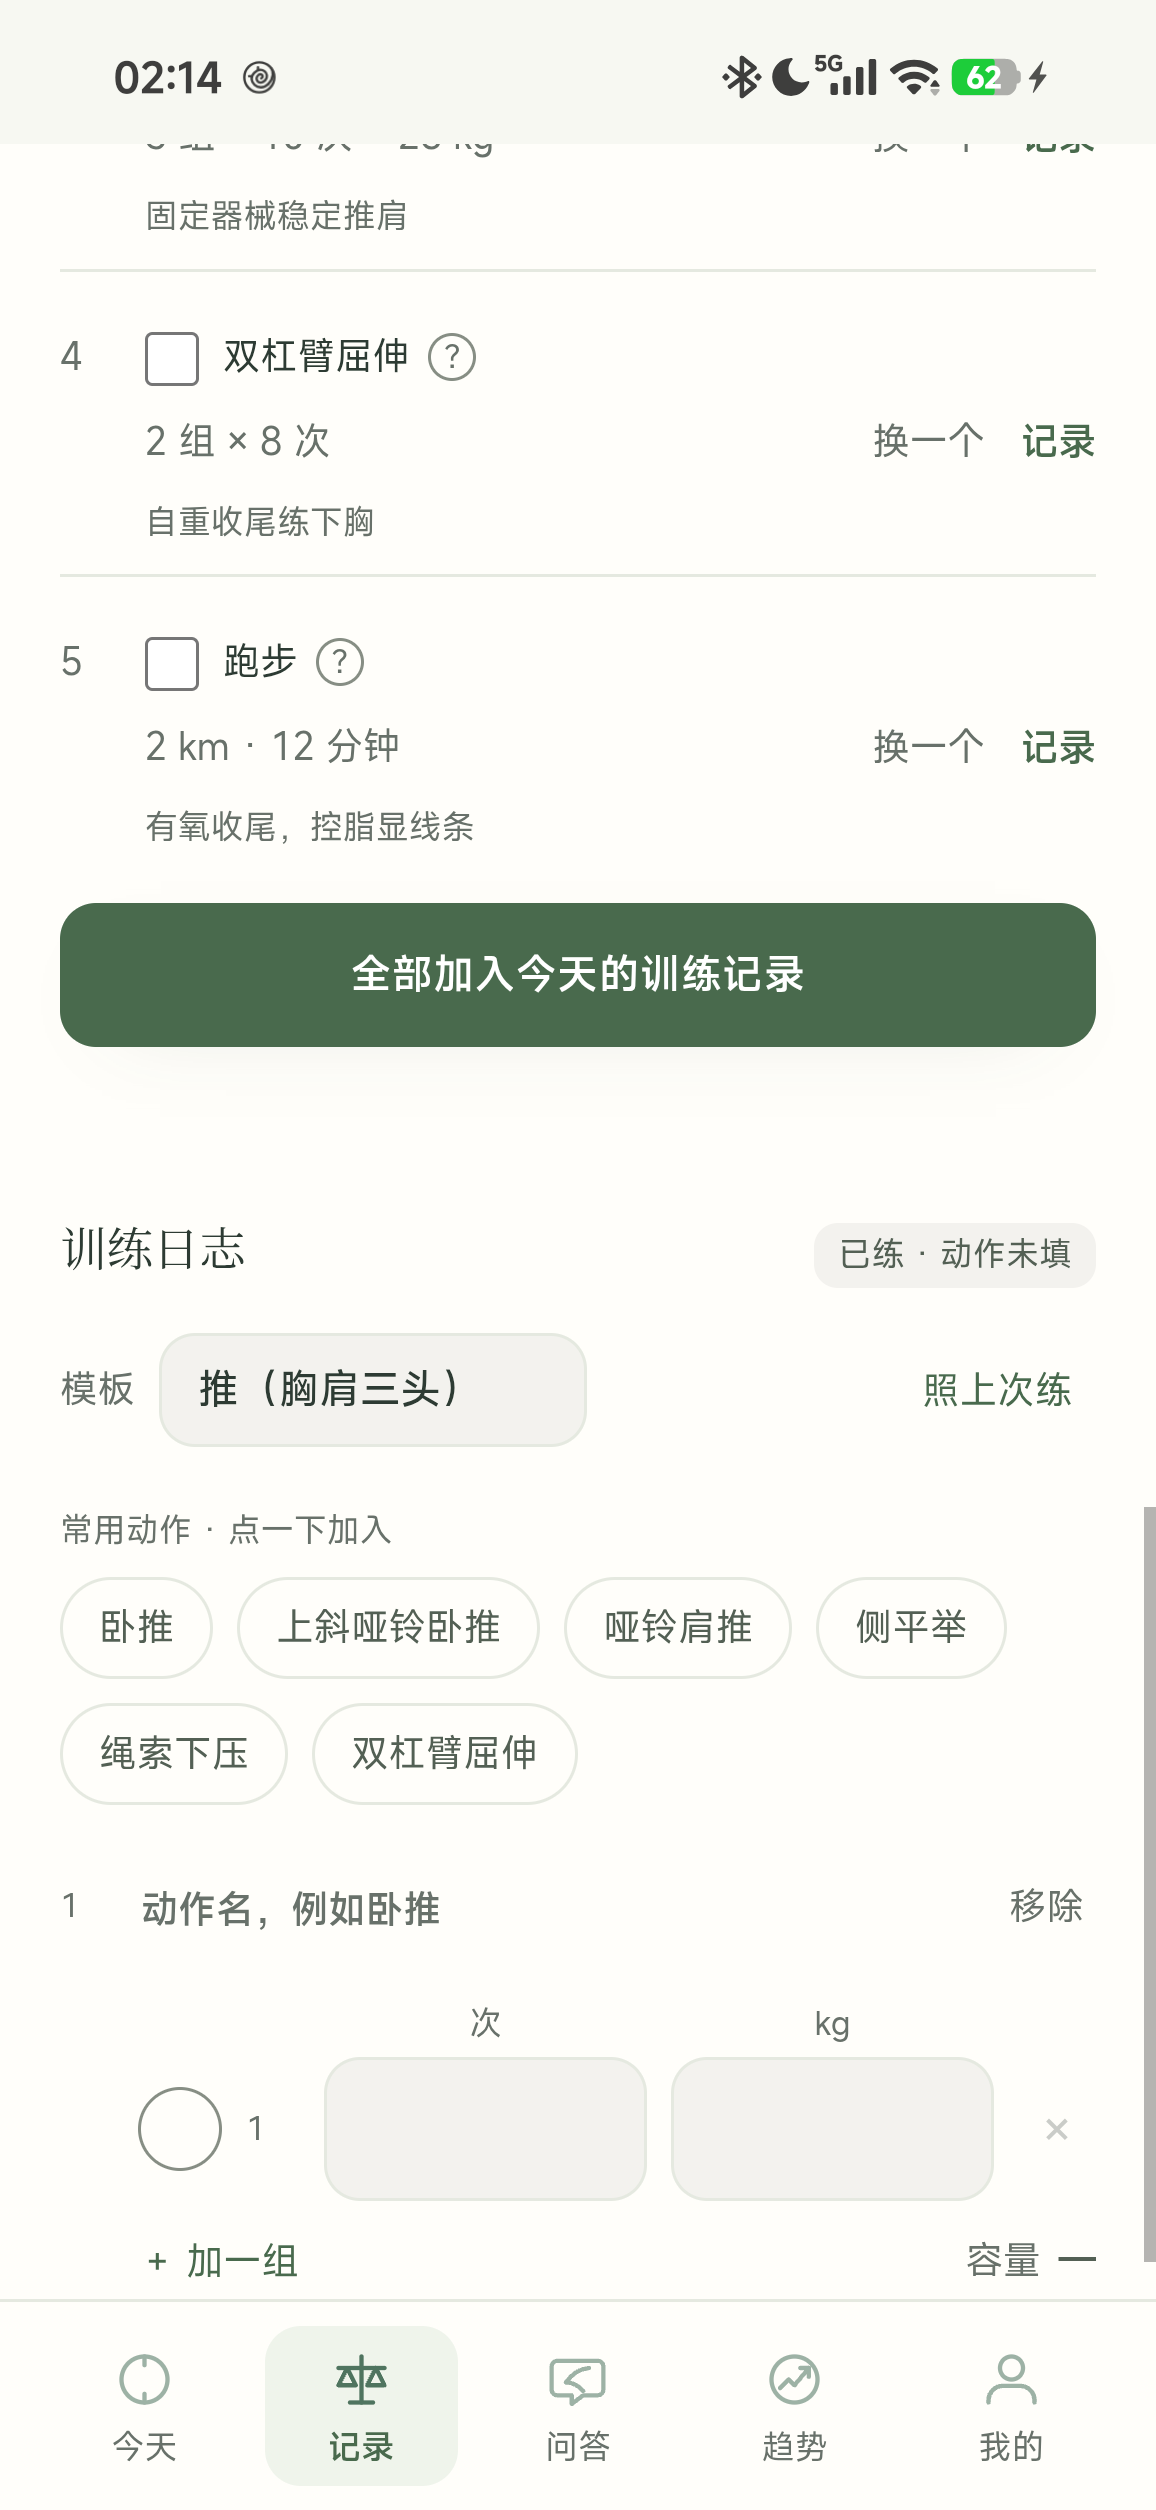 02:14 5G 62
换一个 记录
固定器械稳定推肩
4 双杠臂屈伸 ?
2 组 × 8 次 换一个 记录
自重收尾练下胸
5 跑步 ?
2 km · 12 分钟 换一个 记录
有氧收尾，控脂显线条
全部加入今天的训练记录
训练日志 已练 · 动作未填
模板 推（胸肩三头） 照上次练
常用动作 · 点一下加入
卧推 上斜哑铃卧推 哑铃肩推 侧平举
绳索下压 双杠臂屈伸
1 动作名，例如卧推 移除
次 kg
1 ×
+ 加一组 容量 —
今天 记录 问答 趋势 我的